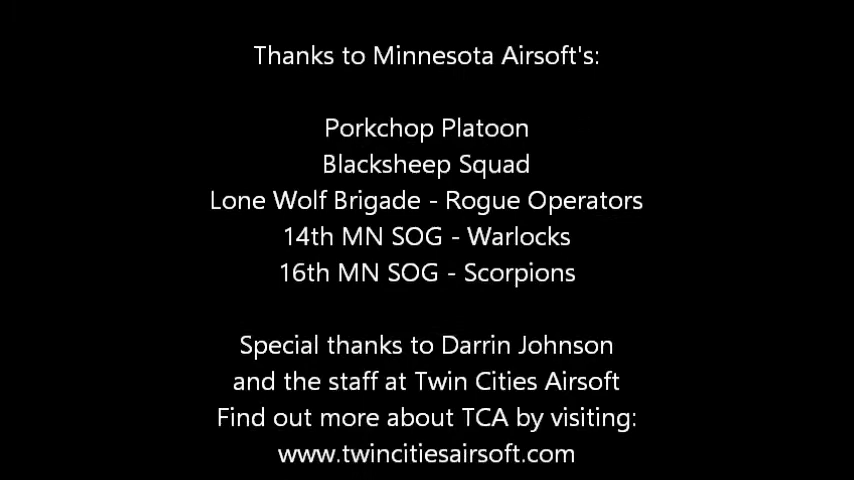 Thanks to Minnesota Airsoft's:
Porkchop Platoon
Blacksheep Squad
Lone Wolf Brigade - Rogue Operators
14th MN SOG - Warlocks
16th MN SOG - Scorpions
Special thanks to Darrin Johnson
and the staff at Twin Cities Airsoft
Find out more about TCA by visiting:
www.twincitiesairsoft.com